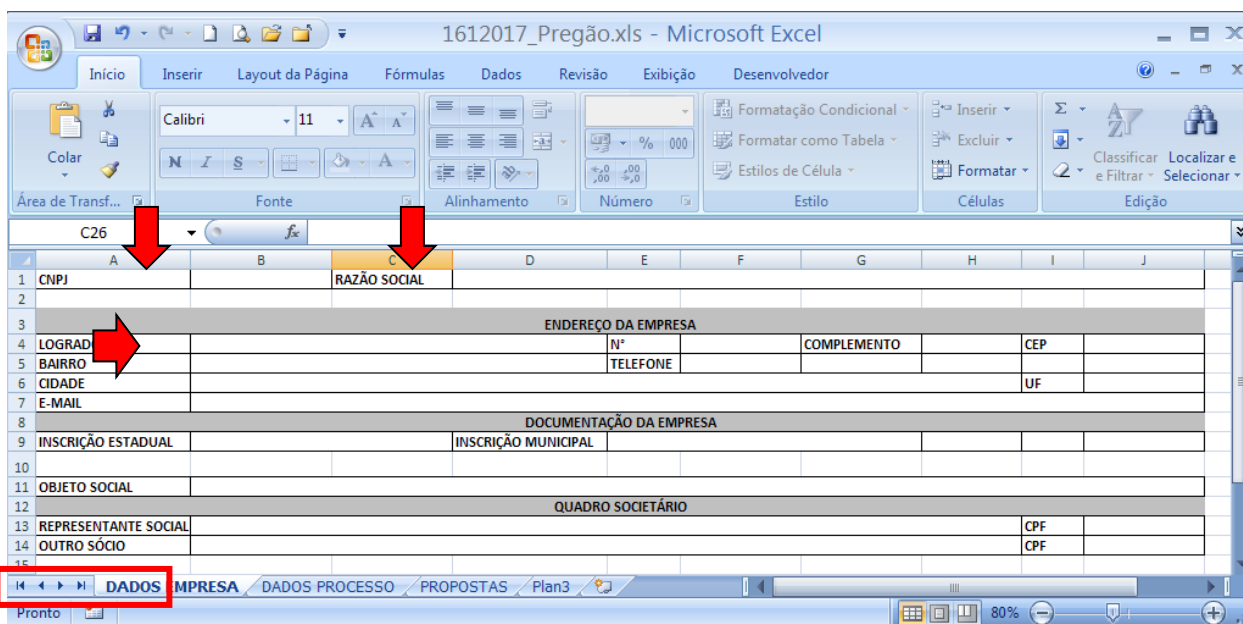 1612017_Pregão.xls - Microsoft Excel
Início Inserir Layout da Página Fórmulas Dados Revisão Exibição Desenvolvedor
Calibri 11 A A Formatação Condicional Inserir Σ
Colar N I S A % 000 Formatar como Tabela Excluir Classificar e Filtrar Localizar e Selecionar
,00 ,00 Estilos de Célula Formatar
Área de Transf... Fonte Alinhamento Número Estilo Células Edição
C26 fx
A B C D E F G H I J
1 CNPJ RAZÃO SOCIAL
2
3 ENDEREÇO DA EMPRESA
4 LOGRAD N° COMPLEMENTO CEP
5 BAIRRO TELEFONE
6 CIDADE UF
7 E-MAIL
8 DOCUMENTAÇÃO DA EMPRESA
9 INSCRIÇÃO ESTADUAL INSCRIÇÃO MUNICIPAL
10
11 OBJETO SOCIAL
12 QUADRO SOCIETÁRIO
13 REPRESENTANTE SOCIAL CPF
14 OUTRO SÓCIO CPF
15
DADOS EMPRESA DADOS PROCESSO PROPOSTAS Plan3
Pronto 80%